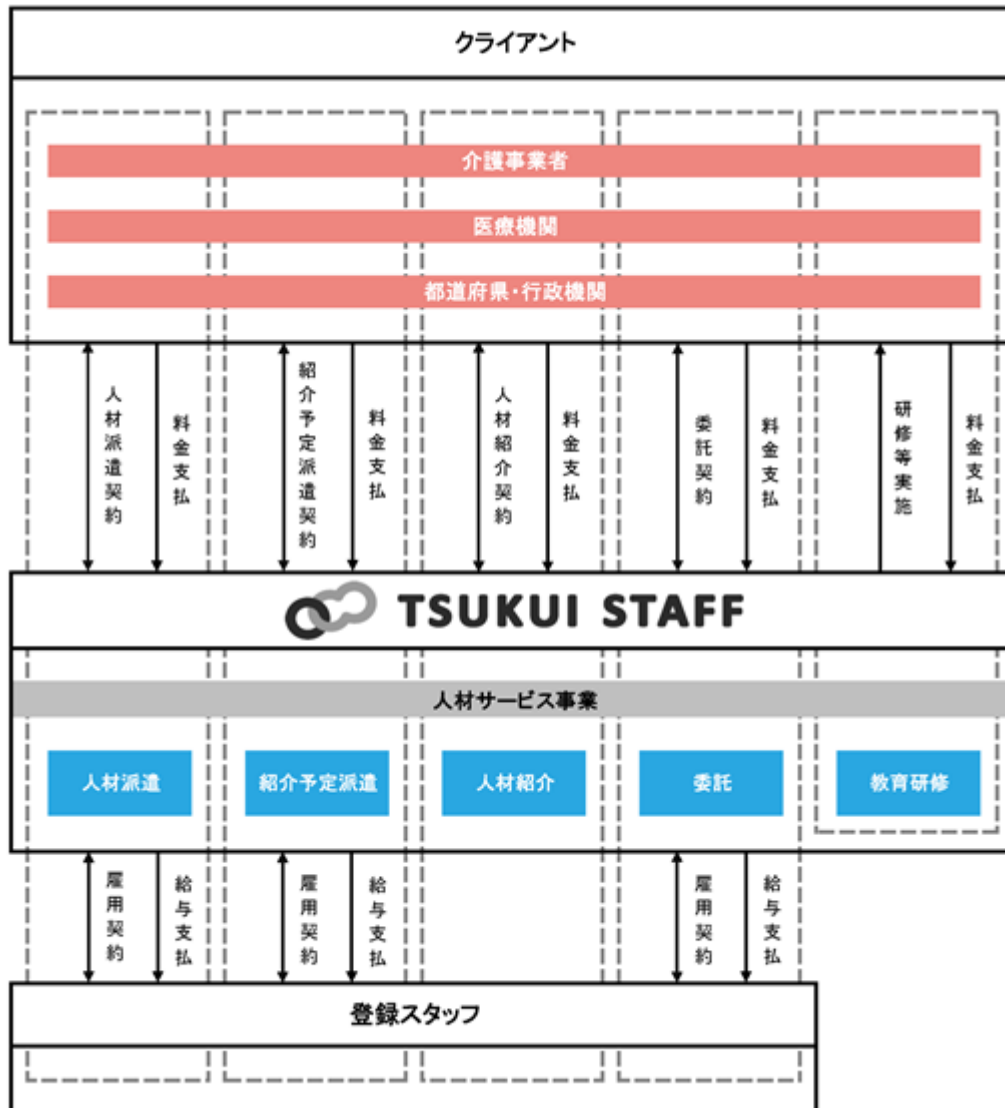 クライアント
介護事業者
医療機関
都道府県・行政機関
人材派遣契約
料金支払
紹介予定派遣契約
料金支払
人材紹介契約
料金支払
委託契約
料金支払
研修等実施
料金支払
TSUKUI STAFF
人材サービス事業
人材派遣
紹介予定派遣
人材紹介
委託
教育研修
雇用契約
給与支払
雇用契約
給与支払
雇用契約
給与支払
登録スタッフ